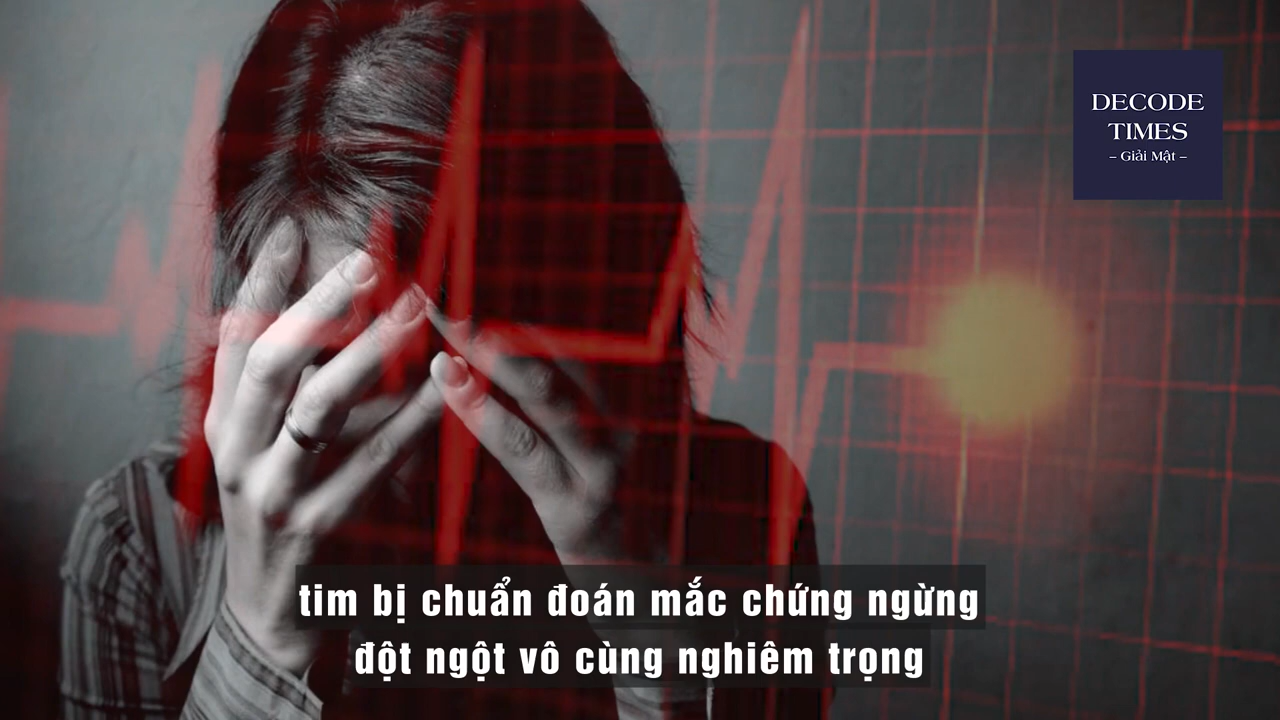 DECODE
TIMES
– Giải Mật –
tim bị chuẩn đoán mắc chứng ngừng
đột ngột vô cùng nghiêm trọng